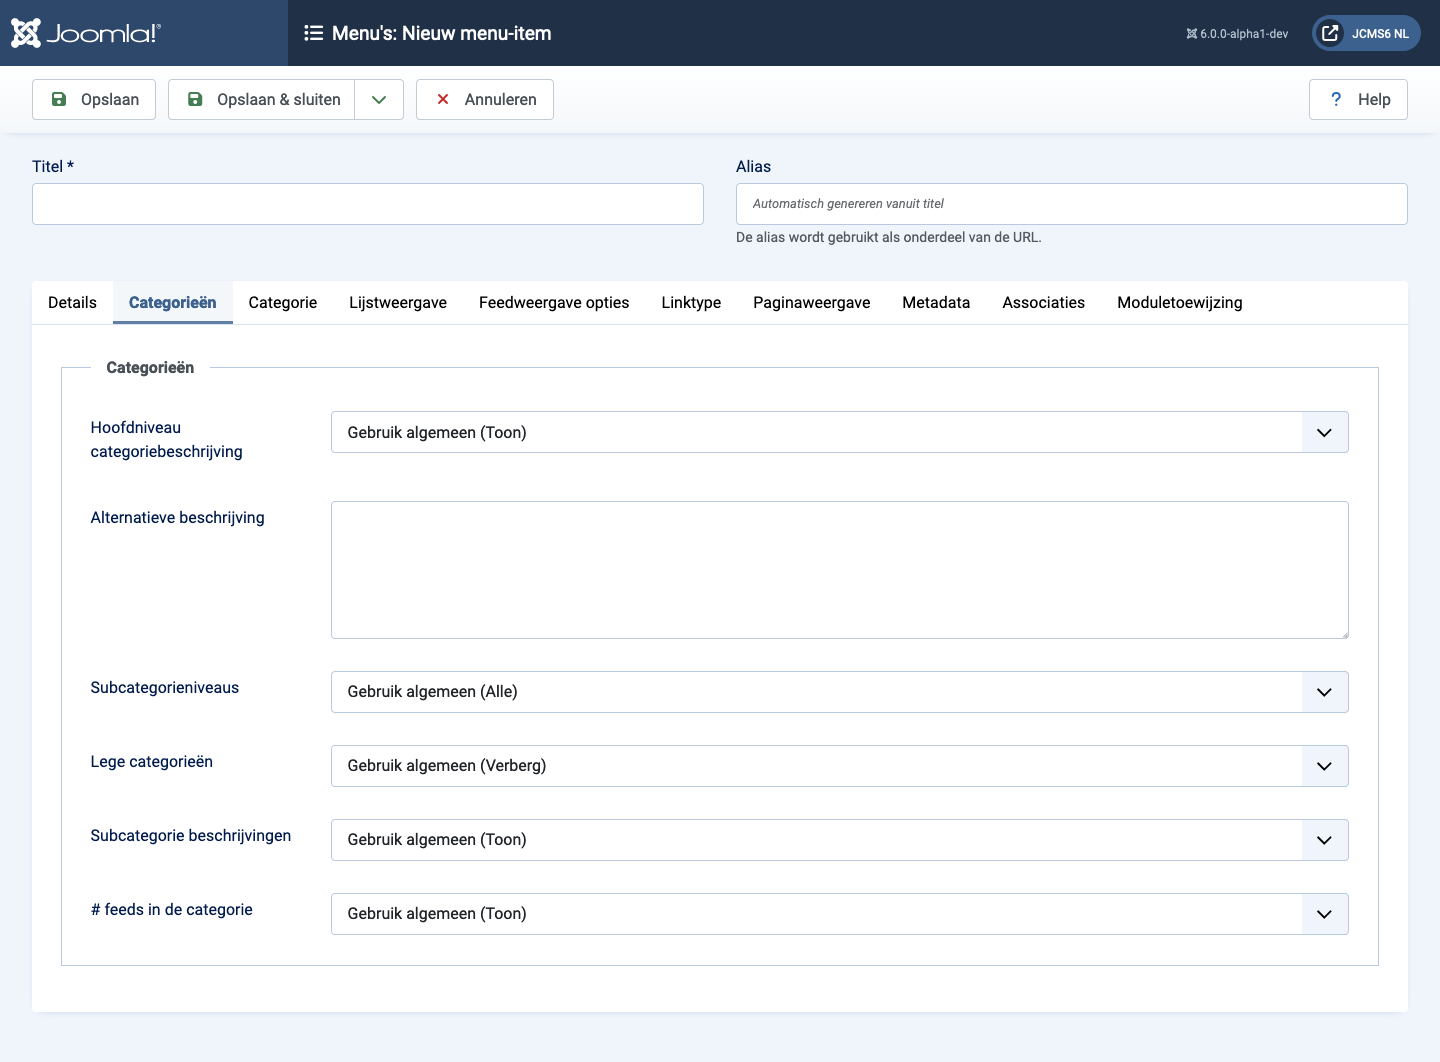 Joomla!®
Menu's: Nieuw menu-item
6.0.0-alpha1-dev
JCMS6 NL
Opslaan
Opslaan & sluiten
Annuleren
? Help
Titel *
Alias
Automatisch genereren vanuit titel
De alias wordt gebruikt als onderdeel van de URL.
Details Categorieën Categorie Lijstweergave Feedweergave opties Linktype Paginaweergave Metadata Associaties Moduletoewijzing
Categorieën
Hoofdniveau
categoriebeschrijving
Gebruik algemeen (Toon)
Alternatieve beschrijving
Subcategorieniveaus
Gebruik algemeen (Alle)
Lege categorieën
Gebruik algemeen (Verberg)
Subcategorie beschrijvingen
Gebruik algemeen (Toon)
# feeds in de categorie
Gebruik algemeen (Toon)